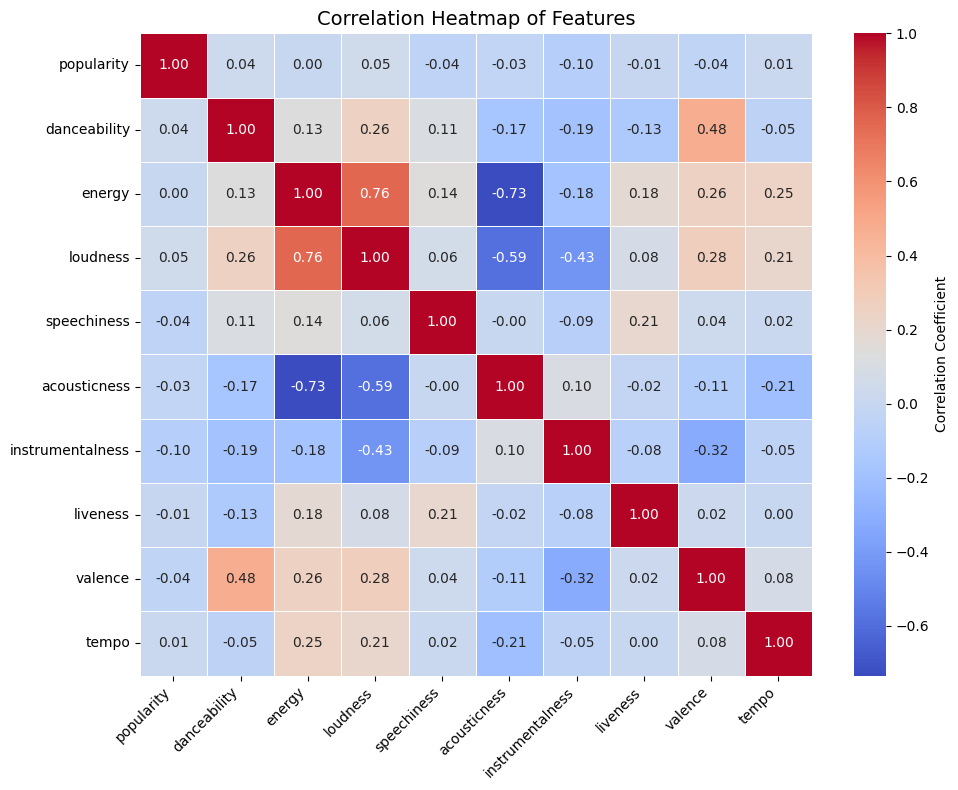 Correlation Heatmap of Features
popularity 1.00 0.04 0.00 0.05 -0.04 -0.03 -0.10 -0.01 -0.04 0.01
danceability 0.04 1.00 0.13 0.26 0.11 -0.17 -0.19 -0.13 0.48 -0.05
energy 0.00 0.13 1.00 0.76 0.14 -0.73 -0.18 0.18 0.26 0.25
loudness 0.05 0.26 0.76 1.00 0.06 -0.59 -0.43 0.08 0.28 0.21
speechiness -0.04 0.11 0.14 0.06 1.00 -0.00 -0.09 0.21 0.04 0.02
acousticness -0.03 -0.17 -0.73 -0.59 -0.00 1.00 0.10 -0.02 -0.11 -0.21
instrumentalness -0.10 -0.19 -0.18 -0.43 -0.09 0.10 1.00 -0.08 -0.32 -0.05
liveness -0.01 -0.13 0.18 0.08 0.21 -0.02 -0.08 1.00 0.02 0.00
valence -0.04 0.48 0.26 0.28 0.04 -0.11 -0.32 0.02 1.00 0.08
tempo 0.01 -0.05 0.25 0.21 0.02 -0.21 -0.05 0.00 0.08 1.00
popularity danceability energy loudness speechiness acousticness instrumentalness liveness valence tempo
1.0
0.8
0.6
0.4
0.2
0.0
−0.2
−0.4
−0.6
Correlation Coefficient